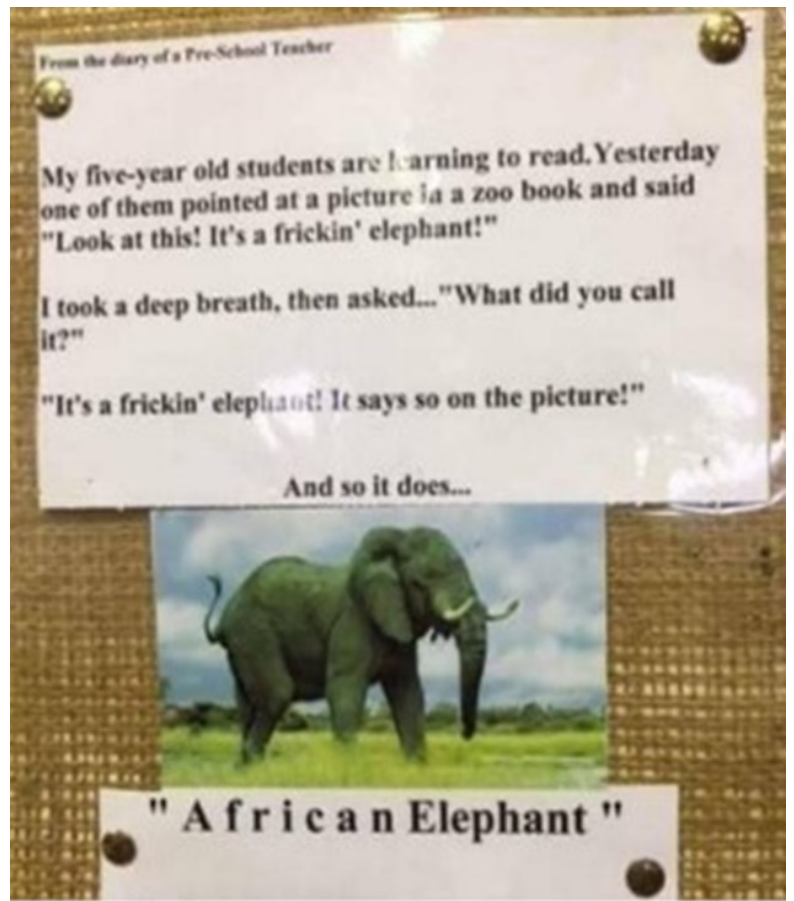 From the diary of a Pre-School Teacher
My five-year old students are learning to read.Yesterday
one of them pointed at a picture in a zoo book and said
"Look at this! It's a frickin' elephant!"
I took a deep breath, then asked..."What did you call
it?"
"It's a frickin' elephant! It says so on the picture!"
And so it does...
" A f r i c a n Elephant "